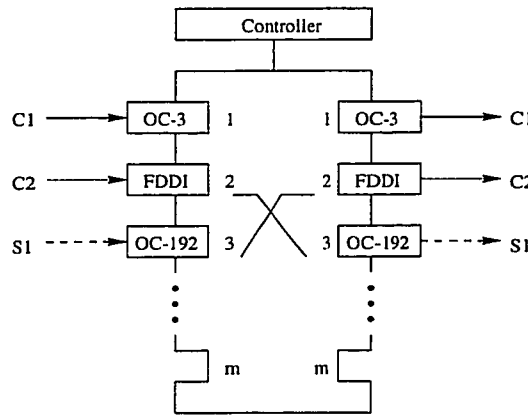 Controller
C1 OC-3 1 1 OC-3 C1
C2 FDDI 2 2 FDDI C2
S1 OC-192 3 3 OC-192 S1
m m